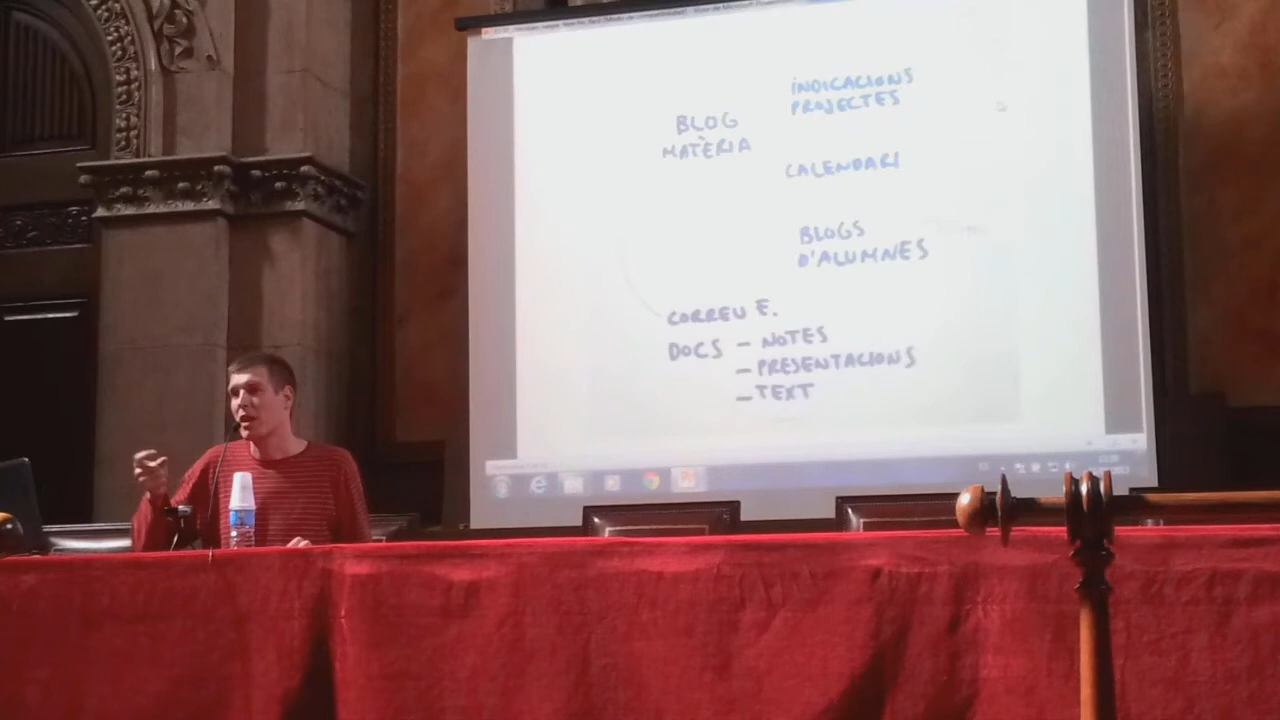 BLOG
MATÈRIA
INDICACIONS
PROJECTES
CALENDARI
BLOGS
D'ALUMNES
CORREU E.
DOCS – NOTES
– PRESENTACIONS
– TEXT